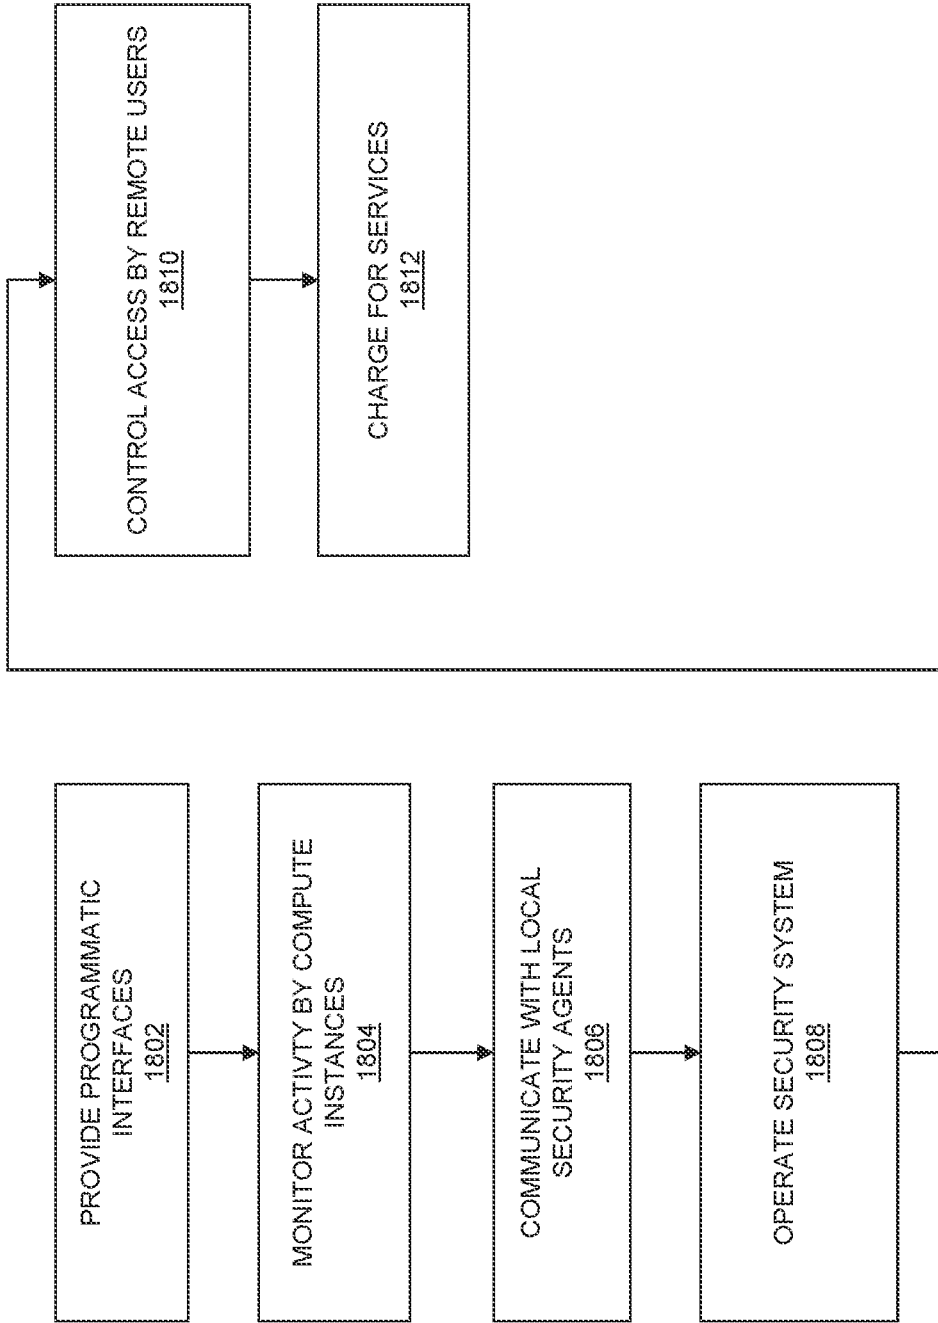 PROVIDE PROGRAMMATIC
INTERFACES
1802
MONITOR ACTIVTY BY COMPUTE
INSTANCES
1804
COMMUNICATE WITH LOCAL
SECURITY AGENTS
1806
OPERATE SECURITY SYSTEM
1808
CONTROL ACCESS BY REMOTE USERS
1810
CHARGE FOR SERVICES
1812